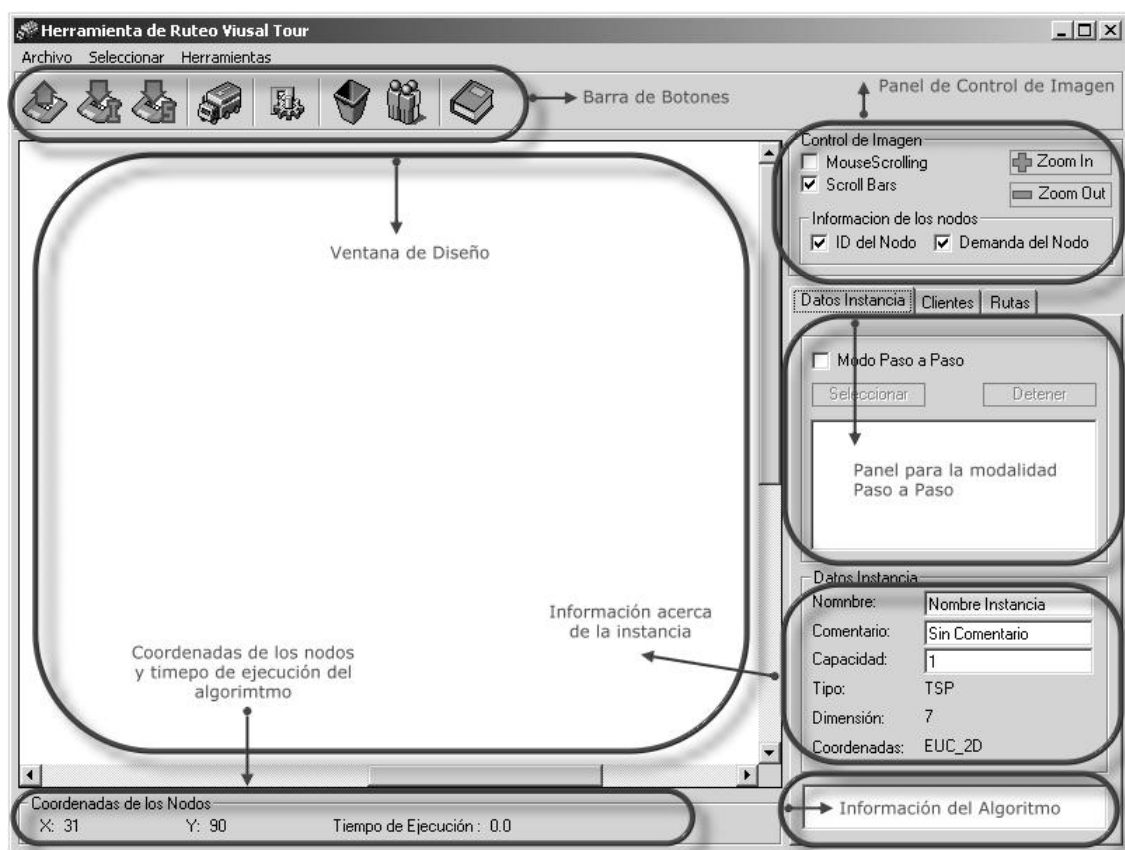 Herramienta de Ruteo Viusal Tour
Archivo Seleccionar Herramientas
Barra de Botones
Panel de Control de Imagen
Control de Imagen
MouseScrolling
Zoom In
Scroll Bars
Zoom Out
Informacion de los nodos
ID del Nodo
Demanda del Nodo
Ventana de Diseño
Datos Instancia Clientes Rutas
Modo Paso a Paso
Seleccionar
Detener
Panel para la modalidad
Paso a Paso
Datos Instancia
Nomnbre: Nombre Instancia
Comentario: Sin Comentario
Capacidad: 1
Tipo: TSP
Dimensión: 7
Coordenadas: EUC_2D
Información acerca
de la instancia
Coordenadas de los nodos
y timepo de ejecución del
algorimtmo
Coordenadas de los Nodos
X: 31 Y: 90 Tiempo de Ejecución : 0.0
Información del Algoritmo